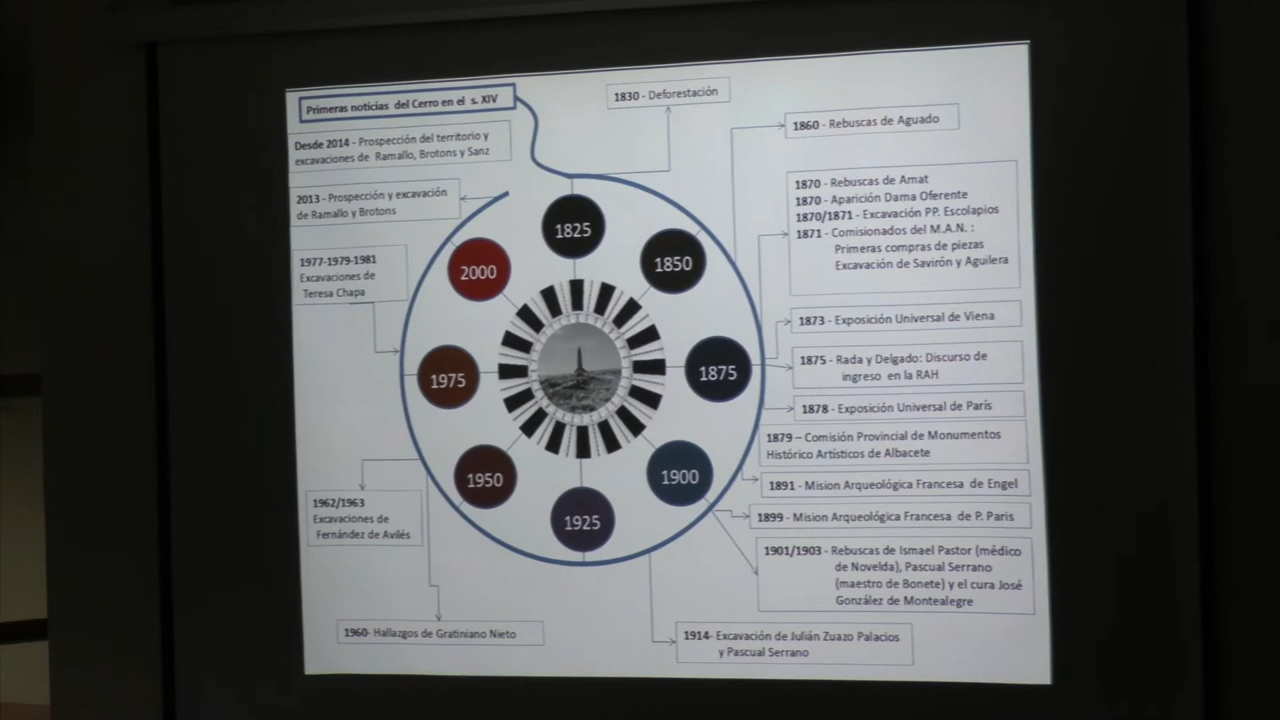 Primeras noticias del Cerro en el s. XIV
Desde 2014 - Prospección del territorio y
excavaciones de Ramallo, Brotons y Sanz
2013 - Prospección y excavación
de Ramallo y Brotons
1977-1979-1981
Excavaciones de
Teresa Chapa
1962/1963
Excavaciones de
Fernández de Avilés
1960- Hallazgos de Gratiniano Nieto
1825
1850
1875
1900
1925
1950
1975
2000
1830 - Deforestación
1860 - Rebuscas de Aguado
1870 - Rebuscas de Amat
1870 - Aparición Dama Oferente
1870/1871 - Excavación PP. Escolapios
1871 - Comisionados del M.A.N. :
Primeras compras de piezas
Excavación de Savirón y Aguilera
1873 - Exposición Universal de Viena
1875 - Rada y Delgado: Discurso de
ingreso en la RAH
1878 - Exposición Universal de París
1879 – Comisión Provincial de Monumentos
Histórico Artísticos de Albacete
1891 - Mision Arqueológica Francesa de Engel
1899 - Mision Arqueológica Francesa de P. Paris
1901/1903 - Rebuscas de Ismael Pastor (médico
de Novelda), Pascual Serrano
(maestro de Bonete) y el cura José
González de Montealegre
1914- Excavación de Julián Zuazo Palacios
y Pascual Serrano